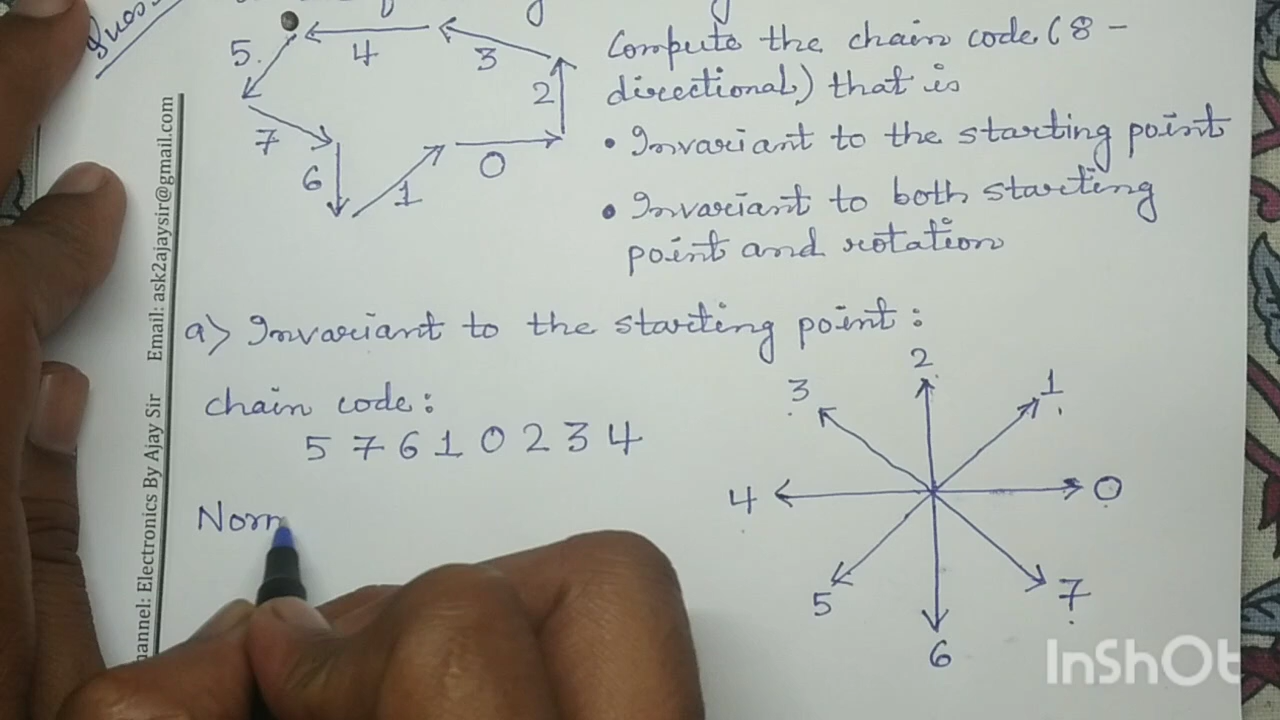 5.
4
3
2
7
6
1
0
Compute the chain code (8 -
directional) that is
• Invariant to the starting point
• Invariant to both starting
point and rotation
a> Invariant to the starting point :
chain code :
5 7 6 1 0 2 3 4
Norm
2
3
1
4
0
5
7
6
hannel: Electronics By Ajay Sir Email: ask2ajaysir@gmail.com
InShOt